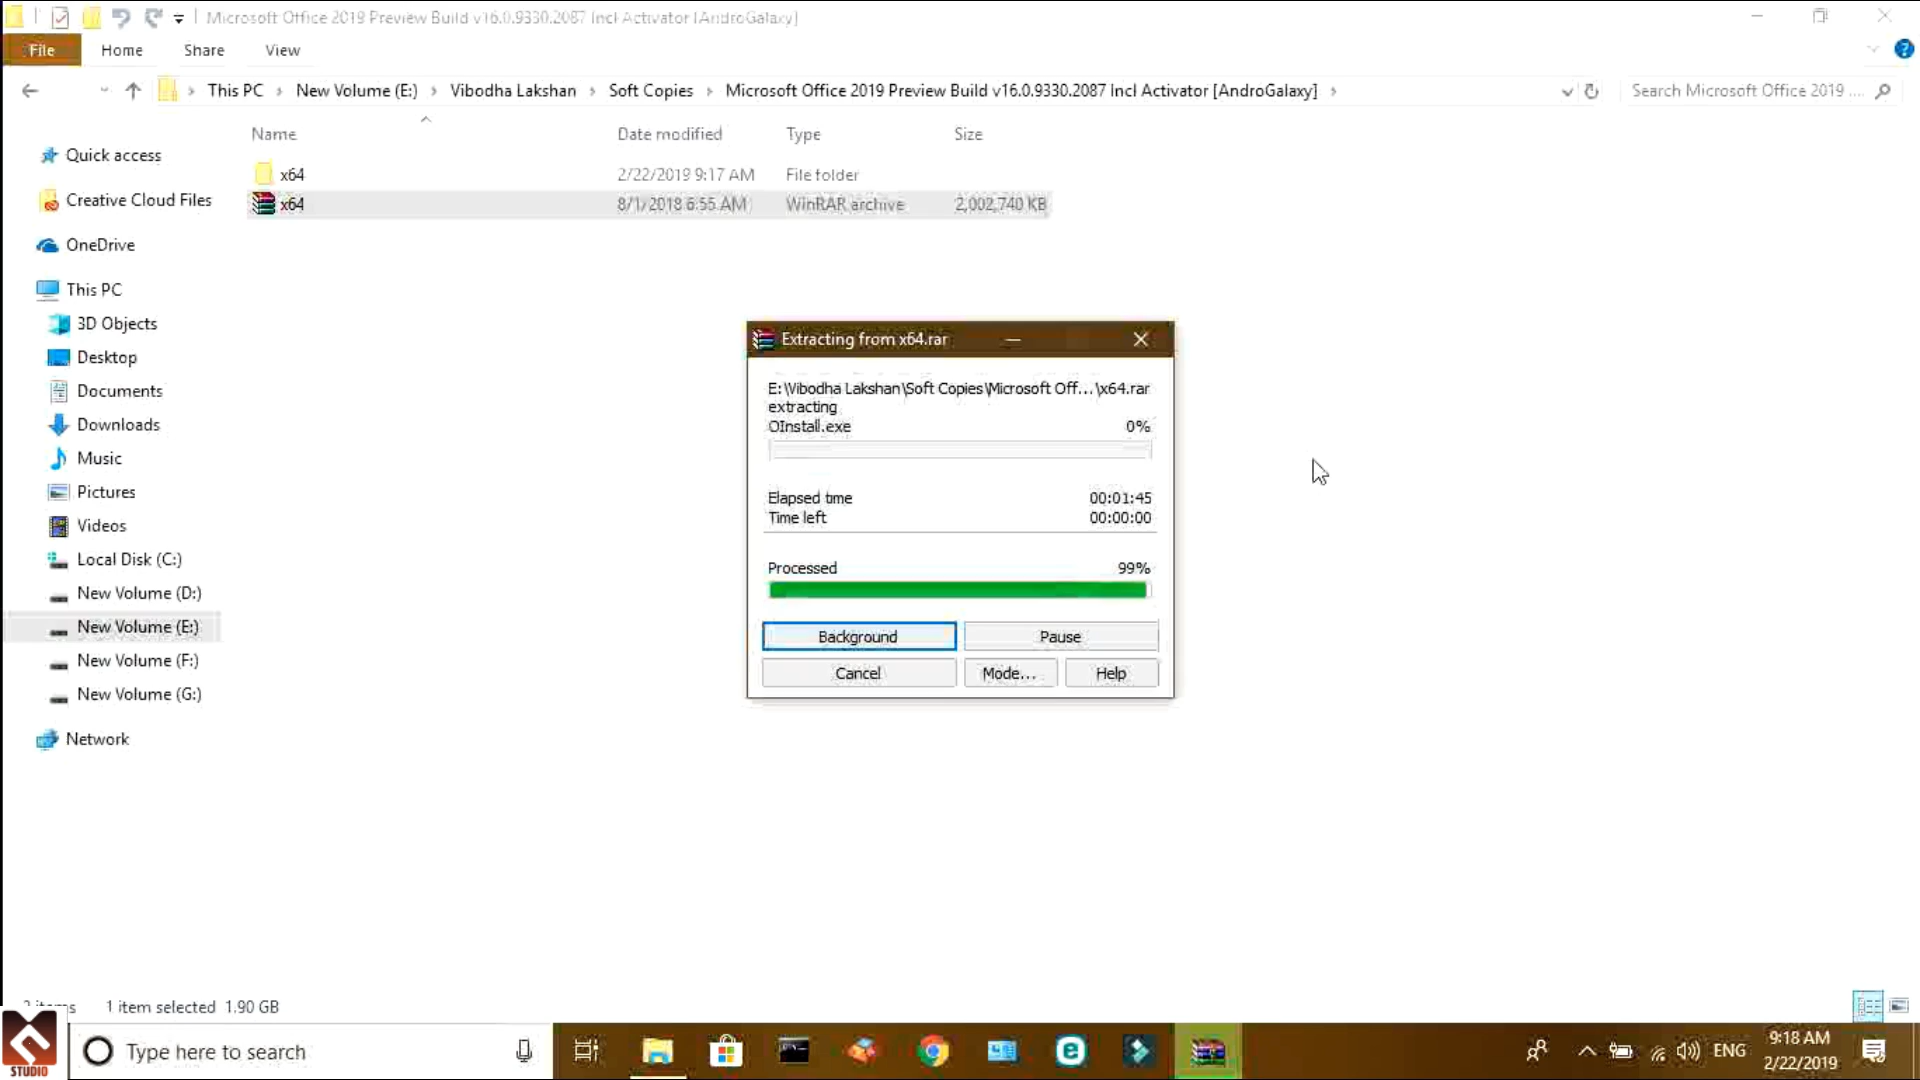 Microsoft Office 2019 Preview Build v16.0.9330.2087 Incl Activator [AndroGalaxy]
File Home Share View
This PC New Volume (E:) Vibodha Lakshan Soft Copies Microsoft Office 2019 Preview Build v16.0.9330.2087 Incl Activator [AndroGalaxy] Search Microsoft Office 2019 ....
Name Date modified Type Size
Quick access
x64 2/22/2019 9:17 AM File folder
Creative Cloud Files
x64 8/1/2018 6:55 AM WinRAR archive 2,002,740 KB
OneDrive
This PC
3D Objects
Desktop
Documents
Downloads
Music
Pictures
Videos
Local Disk (C:)
New Volume (D:)
New Volume (E:)
New Volume (F:)
New Volume (G:)
Network
Extracting from x64.rar
E:\Vibodha Lakshan\Soft Copies\Microsoft Off...\x64.rar
extracting
OInstall.exe 0%
Elapsed time 00:01:45
Time left 00:00:00
Processed 99%
Background Pause
Cancel Mode... Help
items 1 item selected 1.90 GB
STUDIO
Type here to search
ENG
9:18 AM
2/22/2019